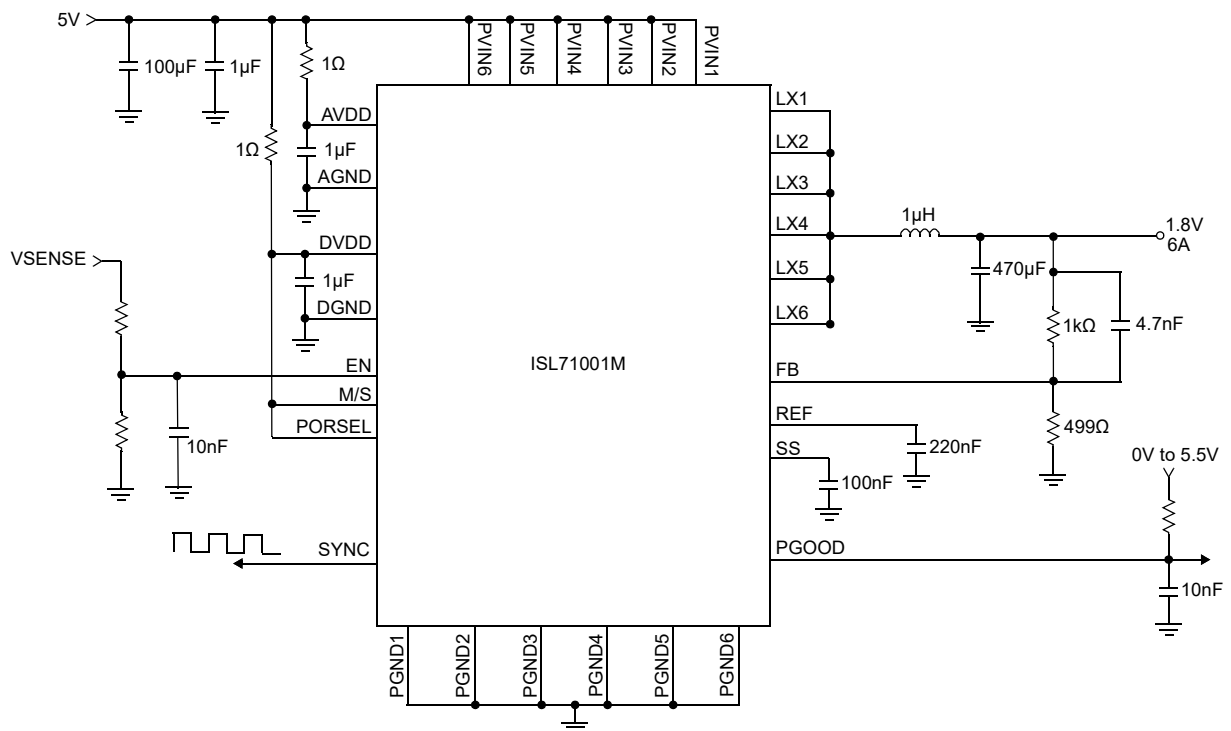 5V
100µF
1µF
1Ω
1Ω
PVIN6
PVIN5
PVIN4
PVIN3
PVIN2
PVIN1
AVDD
1µF
AGND
DVDD
1µF
DGND
VSENSE
EN
M/S
PORSEL
10nF
SYNC
ISL71001M
LX1
LX2
LX3
LX4
LX5
LX6
1µH
1.8V
6A
470µF
1kΩ
4.7nF
FB
REF
499Ω
220nF
SS
100nF
0V to 5.5V
PGOOD
10nF
PGND1
PGND2
PGND3
PGND4
PGND5
PGND6